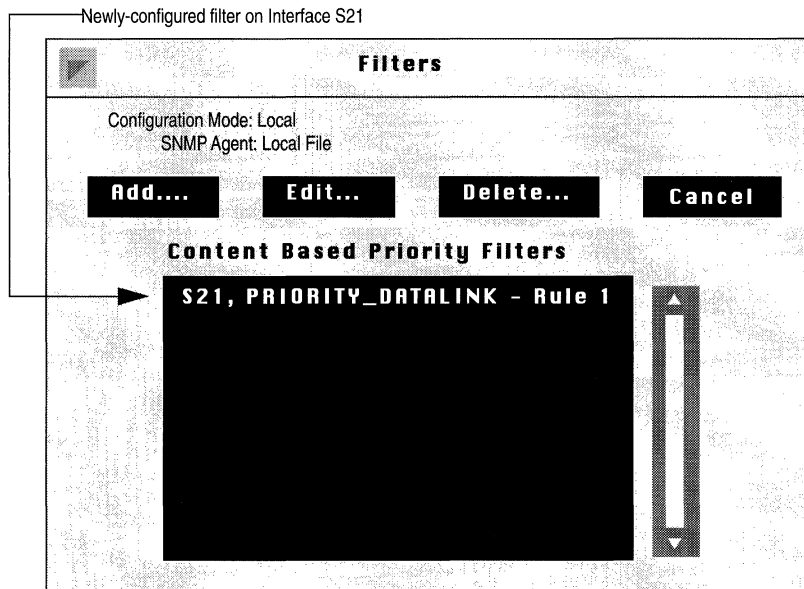 Newly-configured filter on Interface S21
Filters
Configuration Mode: Local
SNMP Agent: Local File
Add.... Edit... Delete... Cancel
Content Based Priority Filters
S21, PRIORITY_DATALINK - Rule 1